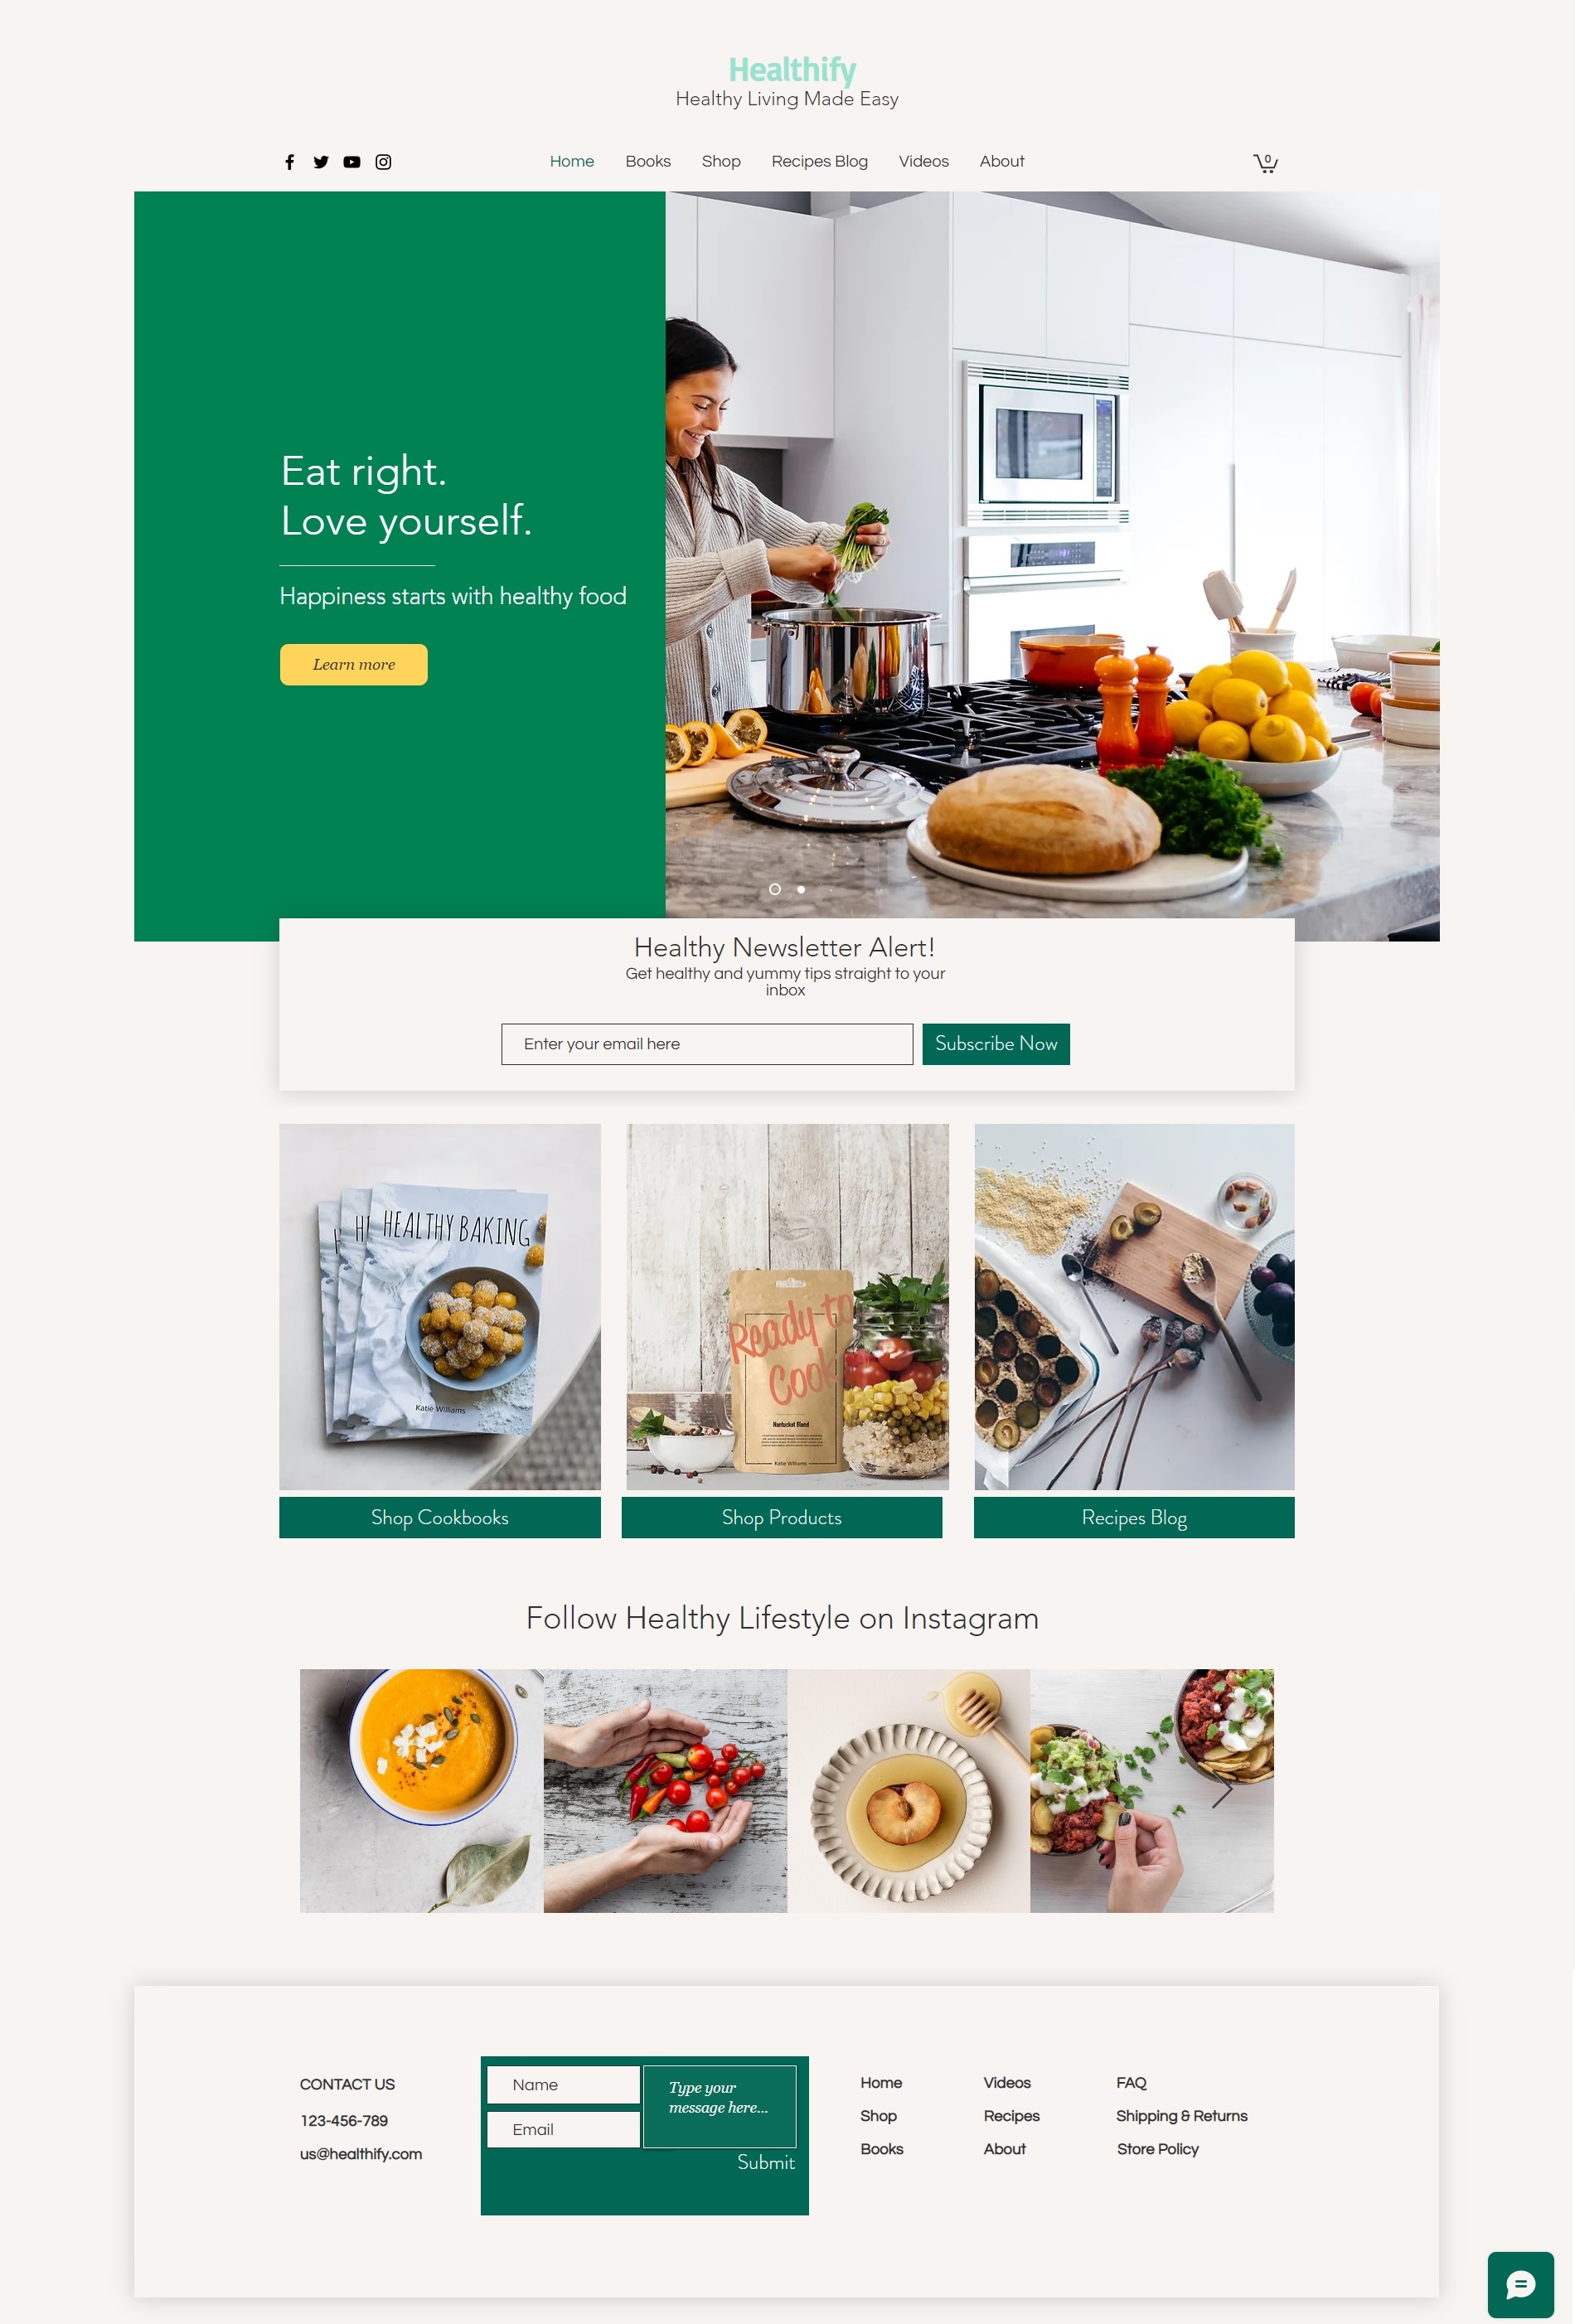 Healthify
Healthy Living Made Easy
Home Books Shop Recipes Blog Videos About
0
Eat right.
Love yourself.
Happiness starts with healthy food
Learn more
Healthy Newsletter Alert!
Get healthy and yummy tips straight to your
inbox
Enter your email here
Subscribe Now
HEALTHY BAKING
Katie Williams
Ready to
Cook
Nantucket Blend
Katie Williams
Shop Cookbooks
Shop Products
Recipes Blog
Follow Healthy Lifestyle on Instagram
CONTACT US
123-456-789
us@healthify.com
Name
Email
Type your
message here...
Submit
Home
Shop
Books
Videos
Recipes
About
FAQ
Shipping & Returns
Store Policy